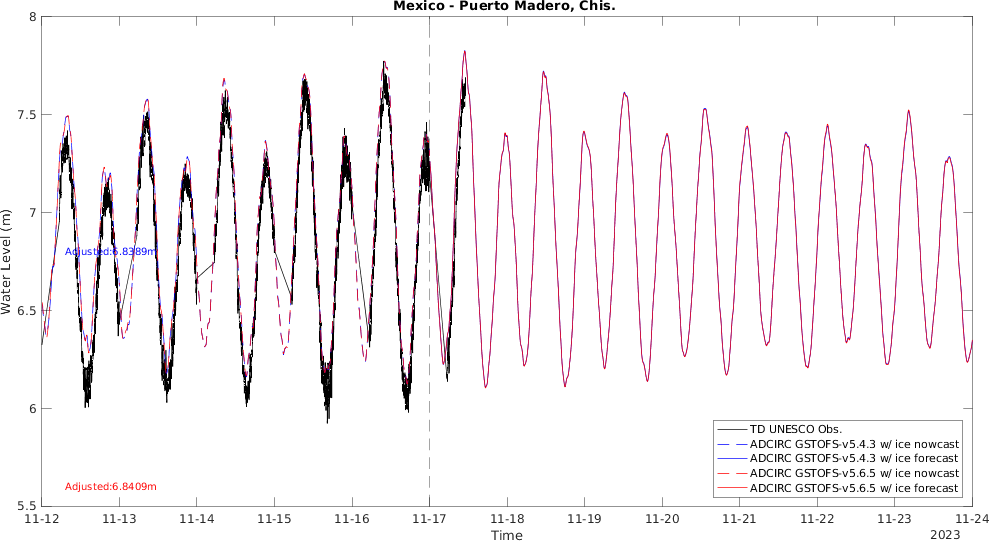 Mexico - Puerto Madero, Chis.
8
7.5
7
6.5
6
5.5
Water Level (m)
Adjusted:6.8389m
Adjusted:6.8409m
TD UNESCO Obs.
ADCIRC GSTOFS-v5.4.3 w/ ice nowcast
ADCIRC GSTOFS-v5.4.3 w/ ice forecast
ADCIRC GSTOFS-v5.6.5 w/ ice nowcast
ADCIRC GSTOFS-v5.6.5 w/ ice forecast
11-12 11-13 11-14 11-15 11-16 11-17 11-18 11-19 11-20 11-21 11-22 11-23 11-24
Time
2023